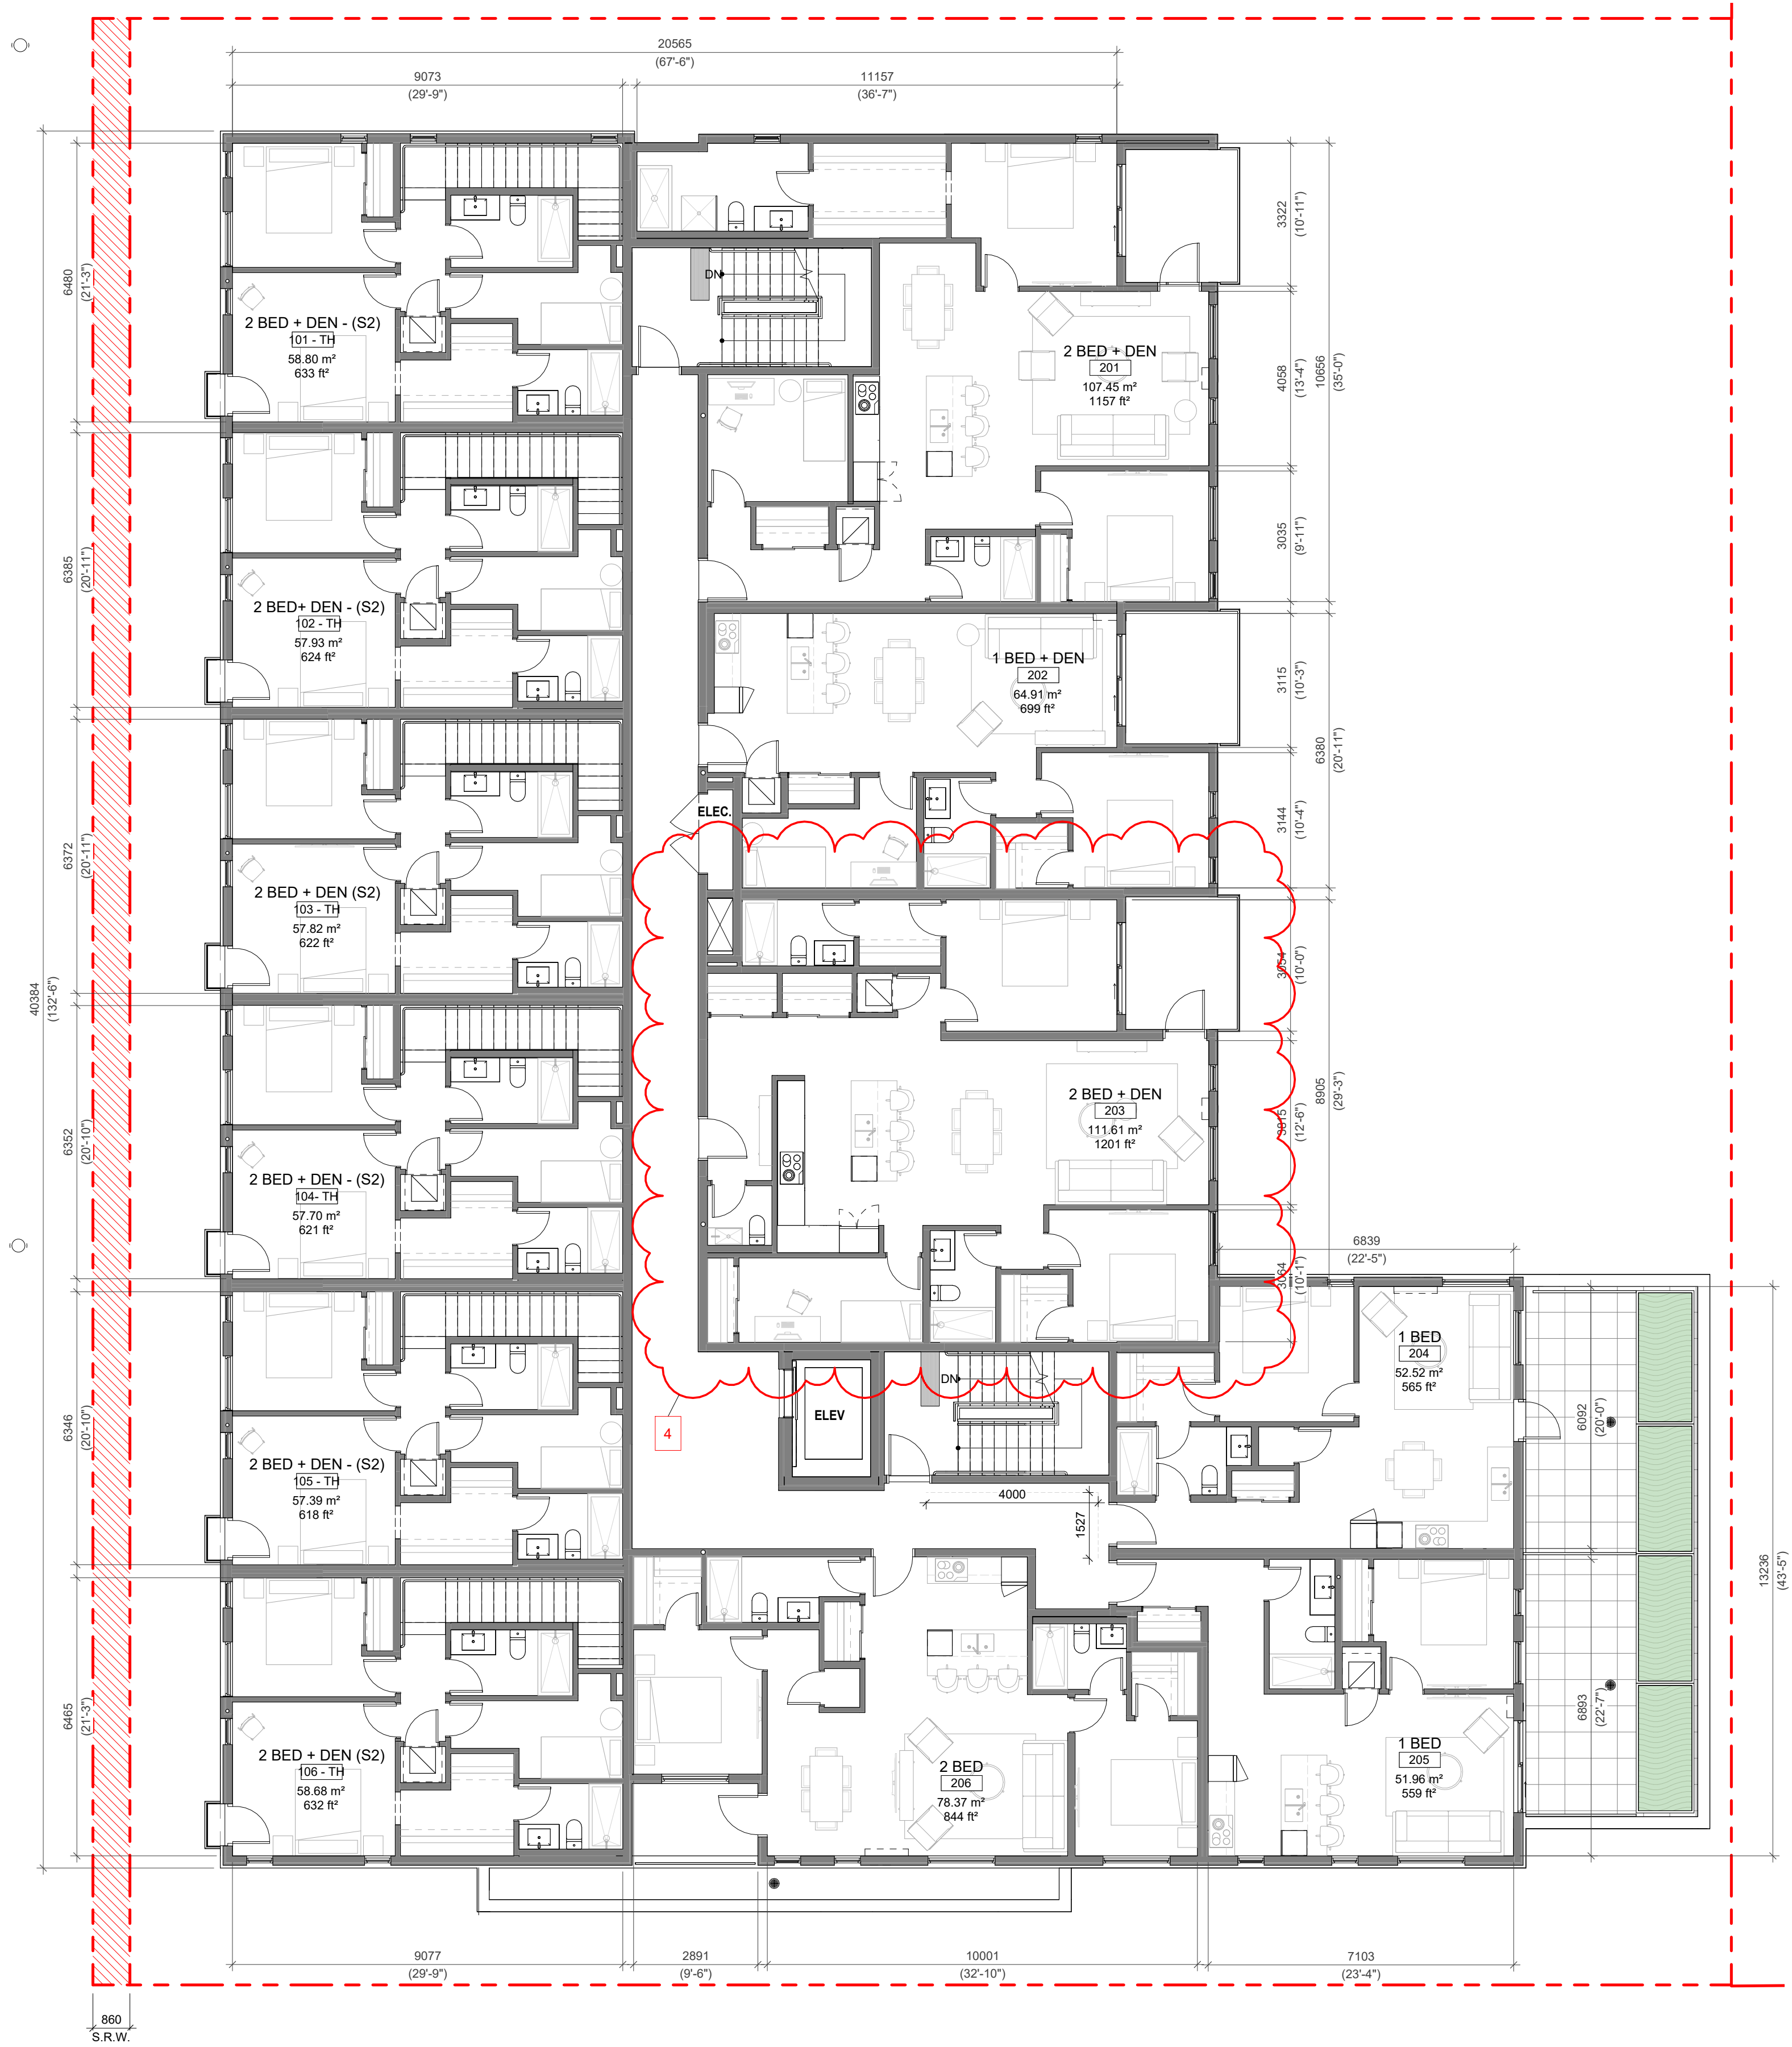 20565
(67'-6")
9073
(29'-9")
11157
(36'-7")
3322
(10'-11")
6480
(21'-3")
DN
2 BED + DEN - (S2)
101 - TH
58.80 m²
633 ft²
2 BED + DEN
201
107.45 m²
1157 ft²
4058
(13'-4")
10656
(35'-0")
3035
(9'-11")
6385
(20'-11")
2 BED+ DEN - (S2)
102 - TH
57.93 m²
624 ft²
1 BED + DEN
202
64.91 m²
699 ft²
3115
(10'-3")
6380
(20'-11")
3144
(10'-4")
ELEC.
6372
(20'-11")
2 BED + DEN (S2)
103 - TH
57.82 m²
622 ft²
3054
(10'-0")
40384
(132'-6")
2 BED + DEN
203
111.61 m²
1201 ft²
3815
(12'-6")
8905
(29'-3")
6352
(20'-10")
2 BED + DEN - (S2)
104- TH
57.70 m²
621 ft²
3064
(10'-1")
6839
(22'-5")
1 BED
204
52.52 m²
565 ft²
6092
(20'-0")
DN
ELEV
4
6346
(20'-10")
2 BED + DEN - (S2)
105 - TH
57.39 m²
618 ft²
4000
1527
13236
(43'-5")
6465
(21'-3")
2 BED + DEN (S2)
106 - TH
58.68 m²
632 ft²
2 BED
206
78.37 m²
844 ft²
1 BED
205
51.96 m²
559 ft²
6893
(22'-7")
9077
(29'-9")
2891
(9'-6")
10001
(32'-10")
7103
(23'-4")
860
S.R.W.